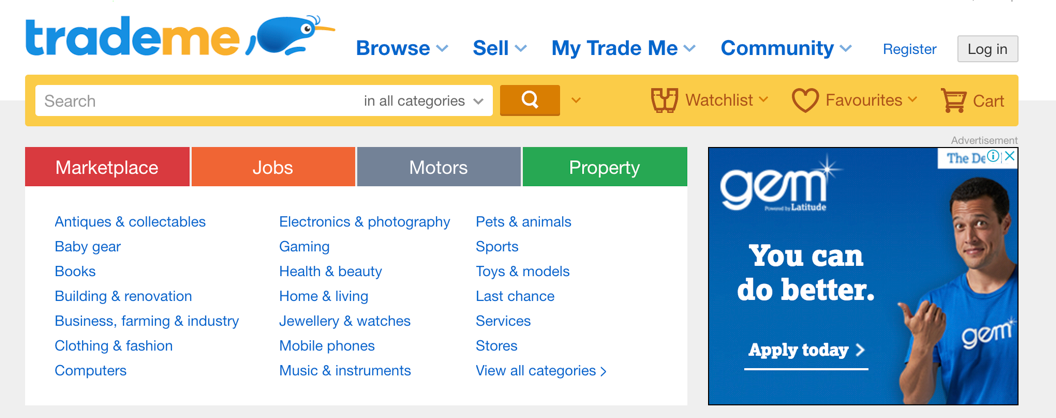 trademe
Browse Sell My Trade Me Community Register Log in
Search in all categories Watchlist Favourites Cart
Advertisement
Marketplace Jobs Motors Property
Antiques & collectables Electronics & photography Pets & animals
Baby gear Gaming Sports
Books Health & beauty Toys & models
Building & renovation Home & living Last chance
Business, farming & industry Jewellery & watches Services
Clothing & fashion Mobile phones Stores
Computers Music & instruments View all categories
The De
gem
Powered by Latitude
You can
do better.
Apply today
gem